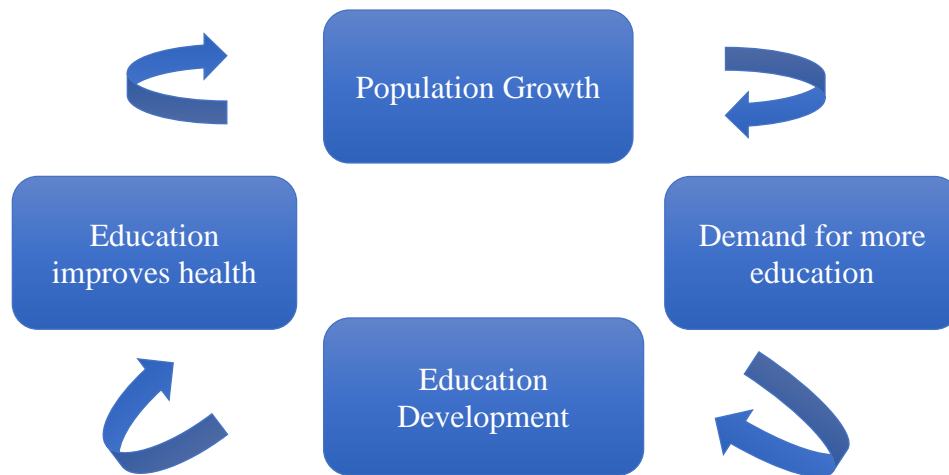 Population Growth
Education
improves health
Demand for more
education
Education
Development